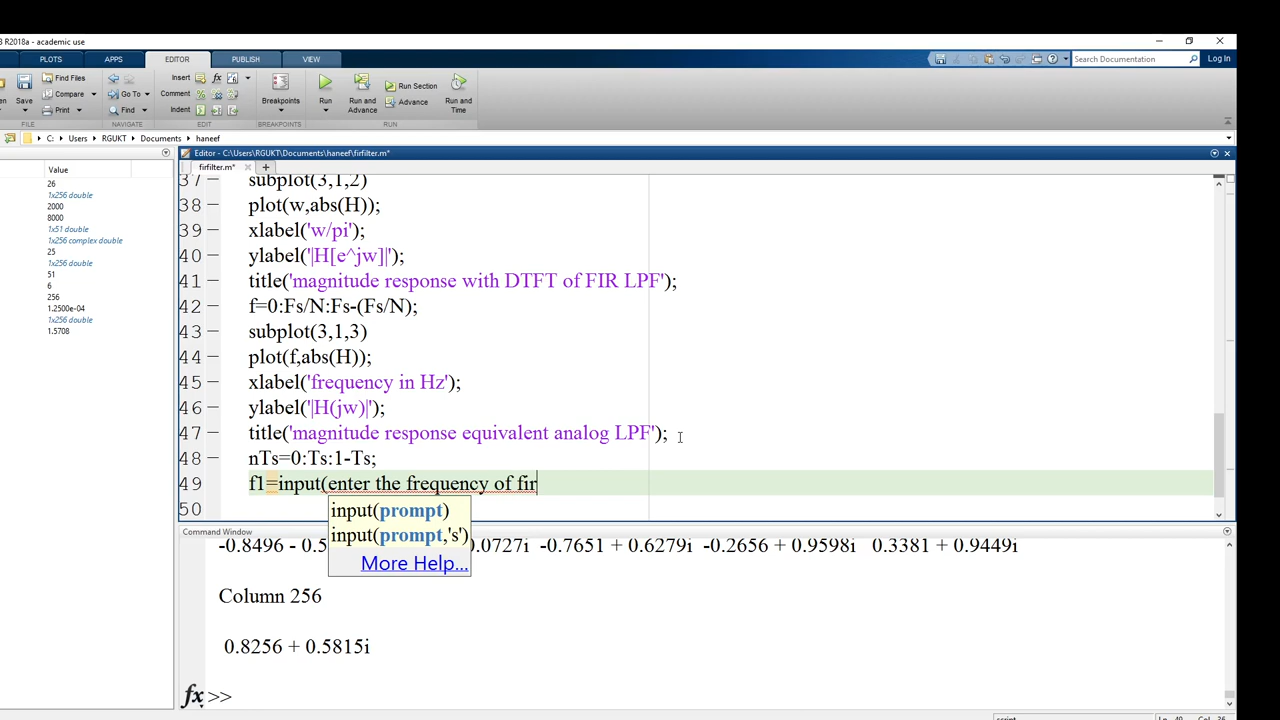 B R2018a - academic use
PLOTS APPS EDITOR PUBLISH VIEW Search Documentation Log In
Find Files Insert fx
Save Compare Go To Comment Breakpoints Run Run and Advance Run Section Advance Run and Time
Print Find Indent
FILE NAVIGATE EDIT BREAKPOINTS RUN
C: Users RGUKT Documents haneef
Editor - C:\Users\RGUKT\Documents\haneef\firfilter.m*
firfilter.m*
Value
26
1x256 double
2000
8000
1x51 double
1x256 complex double
25
1x256 double
51
6
256
1.2500e-04
1x256 double
1.5708
37 subplot(3,1,2)
38 plot(w,abs(H));
39 xlabel('w/pi');
40 ylabel('|H[e^jw]|');
41 title('magnitude response with DTFT of FIR LPF');
42 f=0:Fs/N:Fs-(Fs/N);
43 subplot(3,1,3)
44 plot(f,abs(H));
45 xlabel('frequency in Hz');
46 ylabel('|H(jw)|');
47 title('magnitude response equivalent analog LPF');
48 nTs=0:Ts:1-Ts;
49 f1=input(enter the frequency of fir
50
input(prompt)
input(prompt,'s')
More Help...
Command Window
-0.8496 - 0.5 0.0727i -0.7651 + 0.6279i -0.2656 + 0.9598i 0.3381 + 0.9449i
Column 256
0.8256 + 0.5815i
fx >>
script